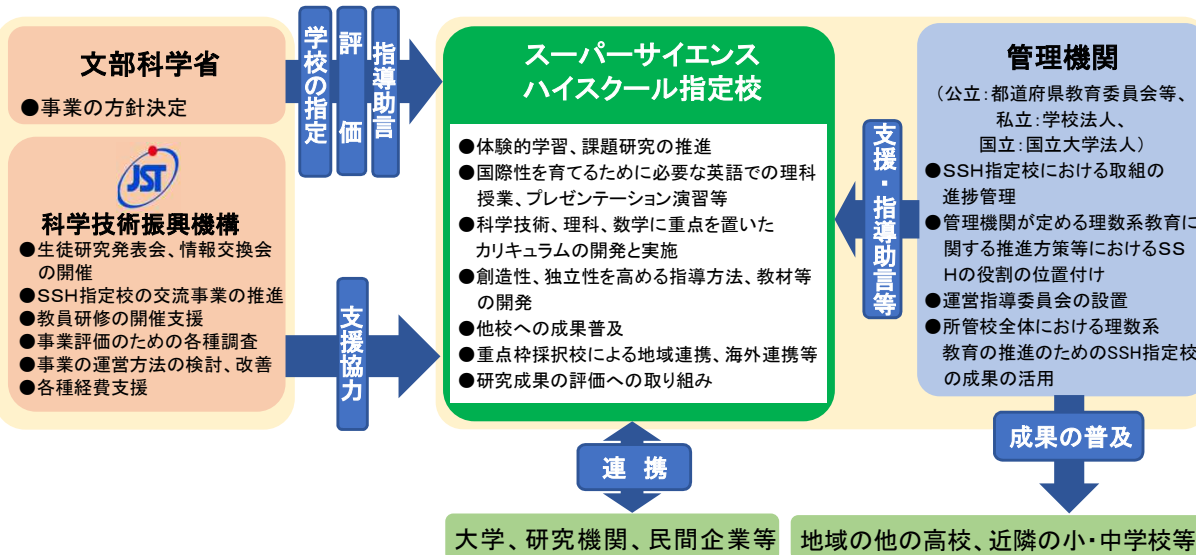 文部科学省
●事業の方針決定
JST
科学技術振興機構
●生徒研究発表会、情報交換会
の開催
●SSH指定校の交流事業の推進
●教員研修の開催支援
●事業評価のための各種調査
●事業の運営方法の検討、改善
●各種経費支援
学校の指定
評価
指導助言
支援協力
スーパーサイエンス
ハイスクール指定校
●体験的学習、課題研究の推進
●国際性を育てるために必要な英語での理科
授業、プレゼンテーション演習等
●科学技術、理科、数学に重点を置いた
カリキュラムの開発と実施
●創造性、独立性を高める指導方法、教材等
の開発
●他校への成果普及
●重点枠採択校による地域連携、海外連携等
●研究成果の評価への取り組み
支援・指導助言等
管理機関
（公立：都道府県教育委員会等、
私立：学校法人、
国立：国立大学法人）
●SSH指定校における取組の
進捗管理
●管理機関が定める理数系教育に
関する推進方策等におけるSS
Hの役割の位置付け
●運営指導委員会の設置
●所管校全体における理数系
教育の推進のためのSSH指定校
の成果の活用
連 携
成果の普及
大学、研究機関、民間企業等
地域の他の高校、近隣の小・中学校等